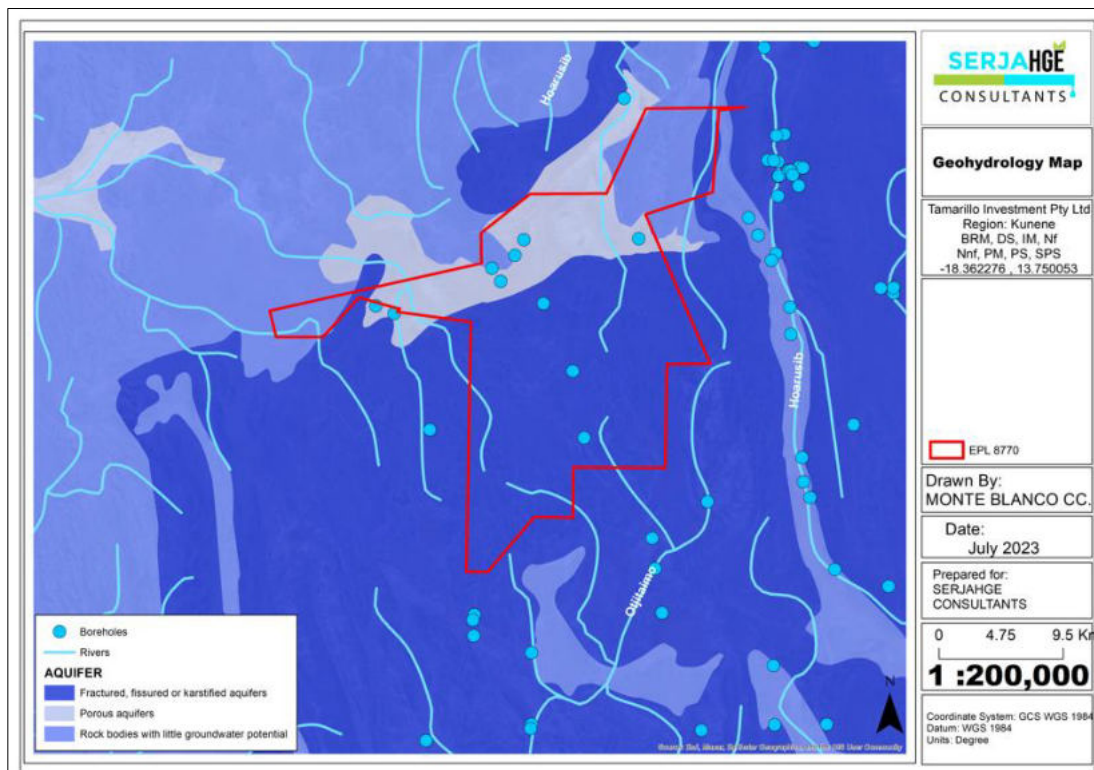 SERJAHGE
CONSULTANTS
Geohydrology Map
Tamarillo Investment Pty Ltd
Region: Kunene
BRM, DS, IM, Nf
Nnf, PM, PS, SPS
-18.362276 , 13.750053
EPL 8770
Drawn By:
MONTE BLANCO CC.
Date:
July 2023
Prepared for:
SERJAHGE
CONSULTANTS
0 4.75 9.5 Km
1 :200,000
Coordinate System: GCS WGS 1984
Datum: WGS 1984
Units: Degree
Hoarusib
Hoarusib
Otjitaimo
N
Boreholes
Rivers
AQUIFER
Fractured, fissured or karstified aquifers
Porous aquifers
Rock bodies with little groundwater potential
User Community